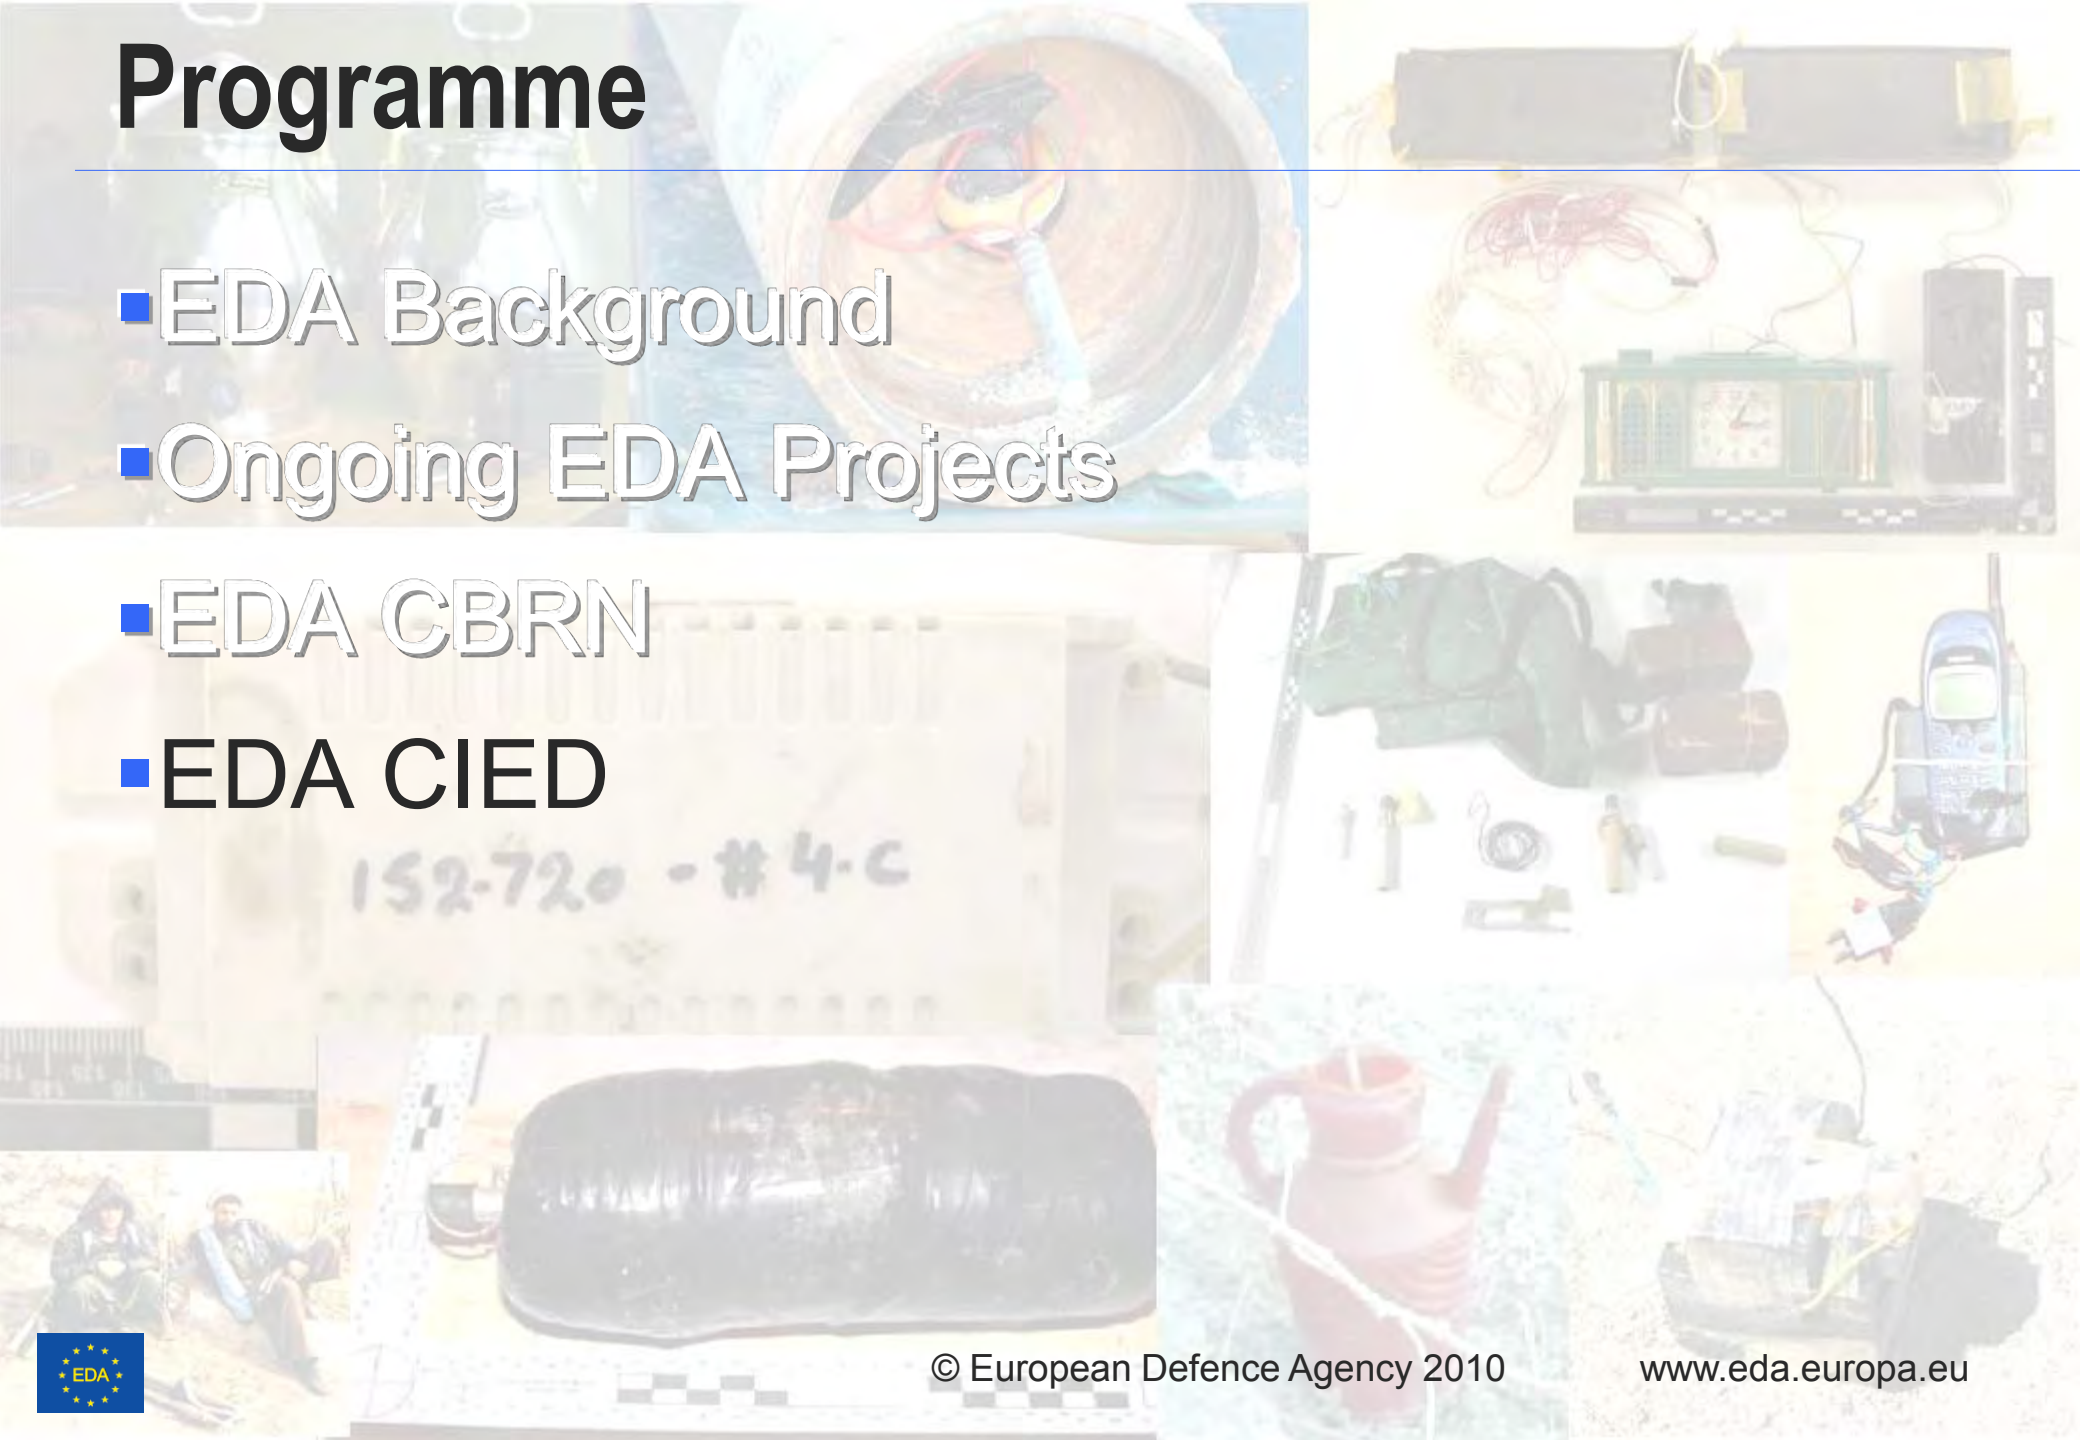 Programme
EDA Background
Ongoing EDA Projects
EDA CBRN
EDA CIED
152-720 - # 4-C
EDA
© European Defence Agency 2010
www.eda.europa.eu